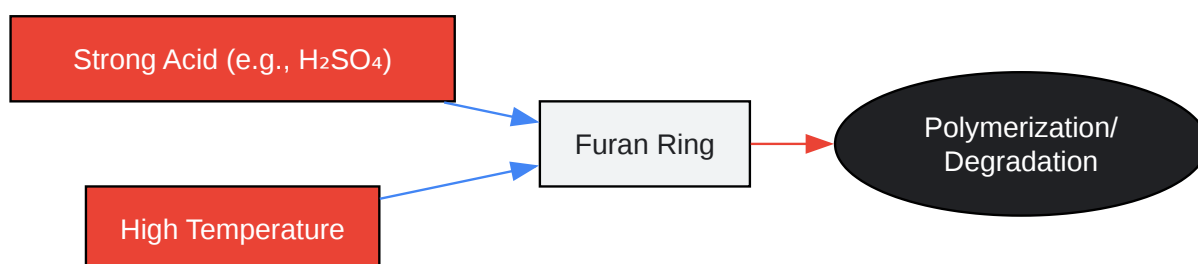 Strong Acid (e.g., H₂SO₄)
High Temperature
Furan Ring
Polymerization/
Degradation